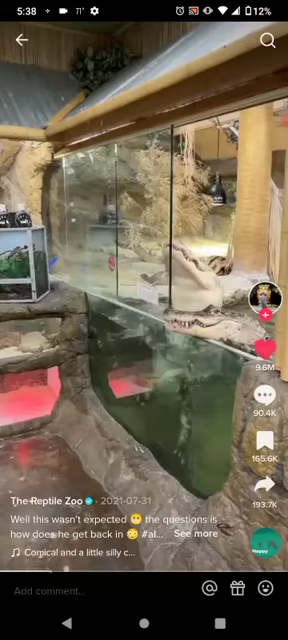 5:38
71°
12%
9.6M
90.4K
165.6K
193.7K
The Reptile Zoo · 2021-07-31
Well this wasn't expected 😬 the questions is
how does he get back in 😳 #al... See more
♫ Comical and a little silly c...
Add comment...